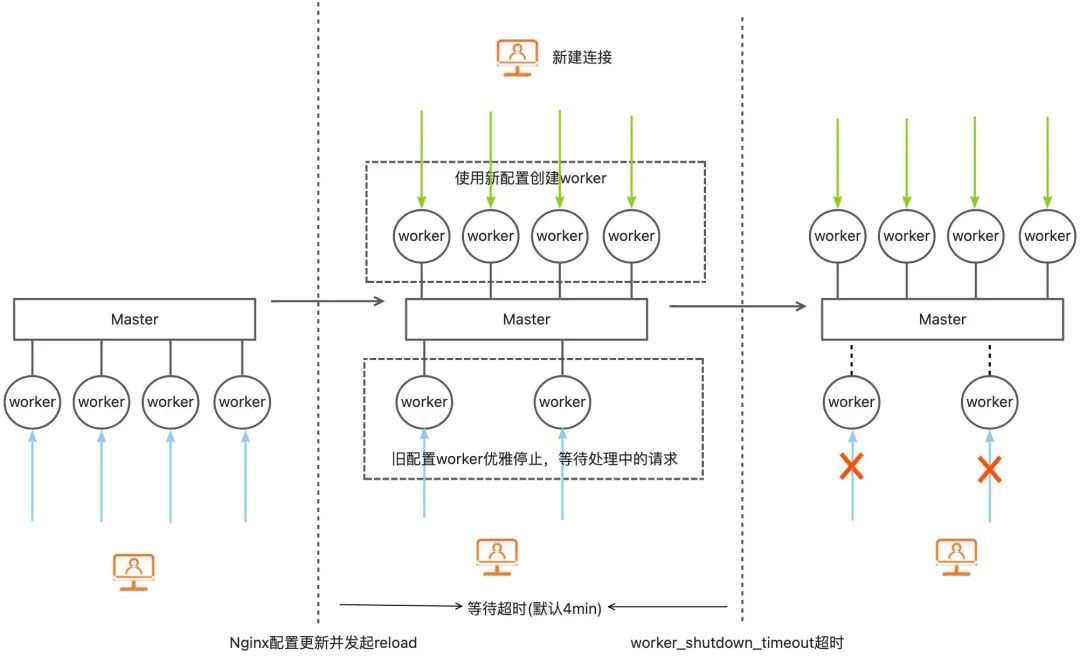 新建连接
使用新配置创建worker
worker
worker
worker
worker
worker
worker
worker
worker
Master
Master
Master
worker
worker
worker
worker
worker
worker
worker
worker
旧配置worker优雅停止，等待处理中的请求
等待超时(默认4min)
Nginx配置更新并发起reload
worker_shutdown_timeout超时